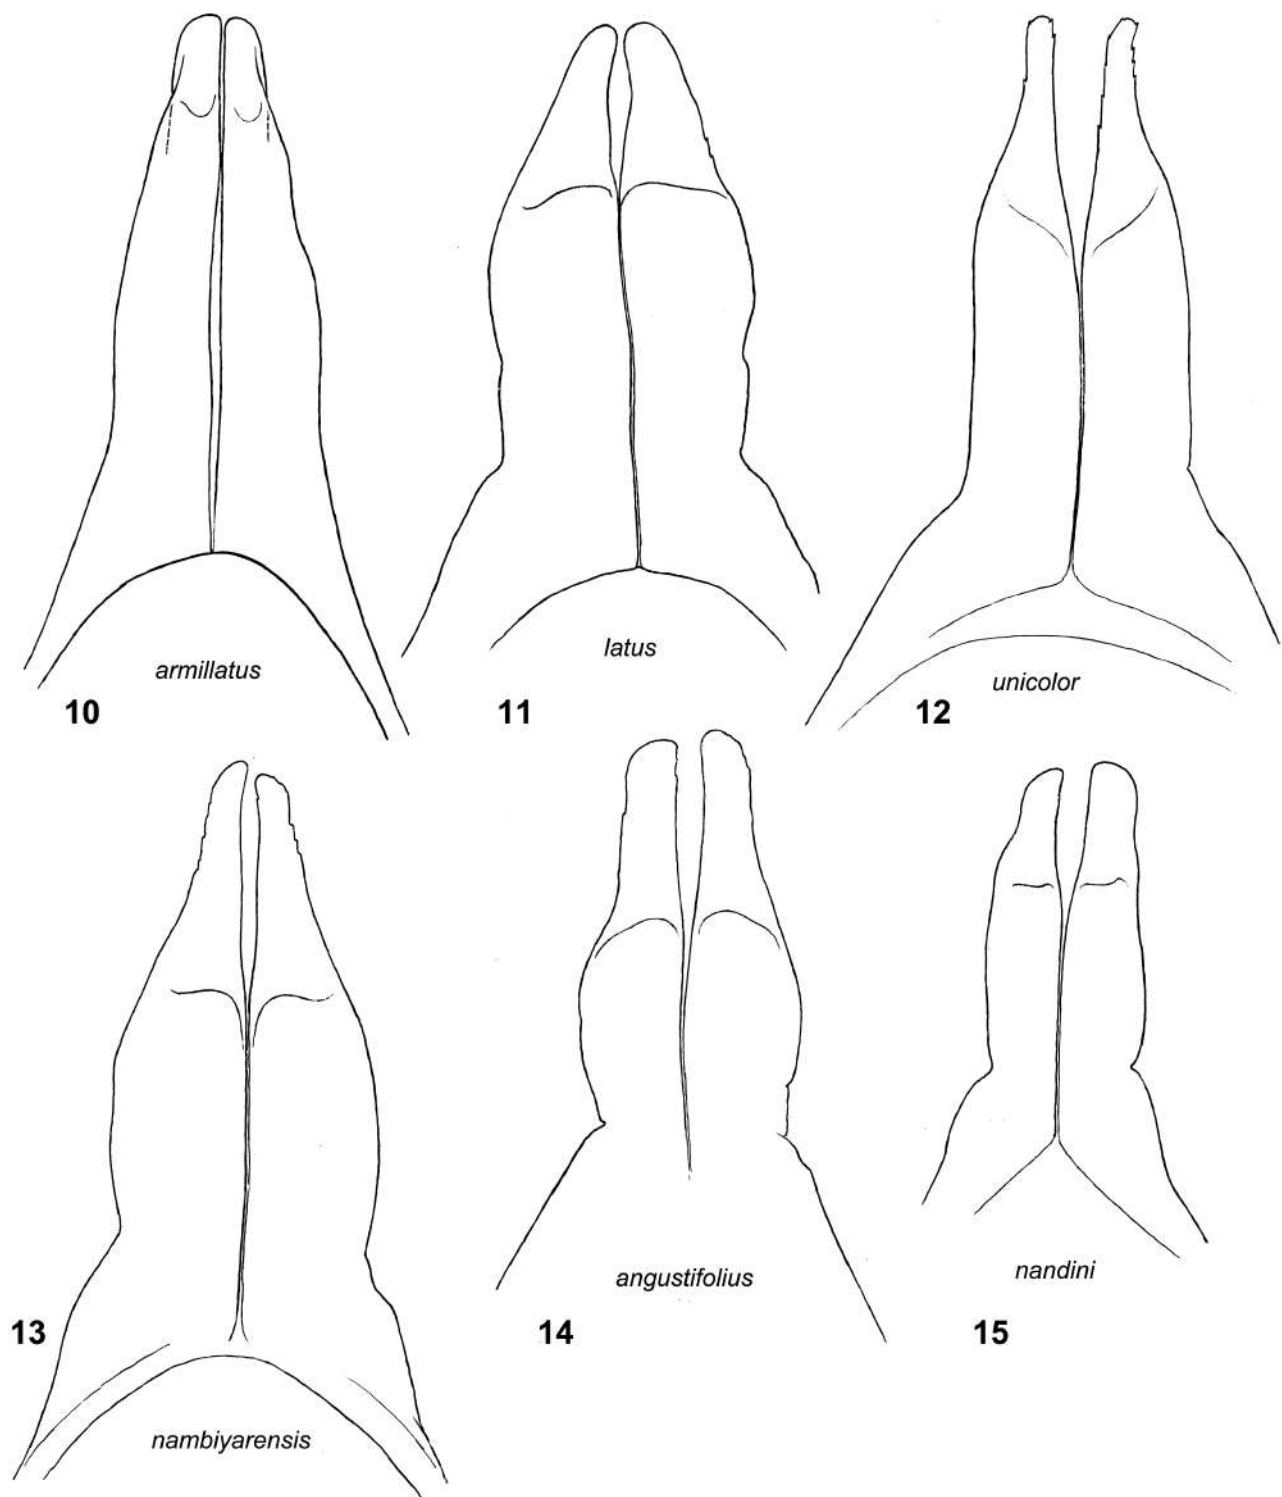 armillatus
10
latus
11
unicolor
12
nambiyarensis
13
angustifolius
14
nandini
15